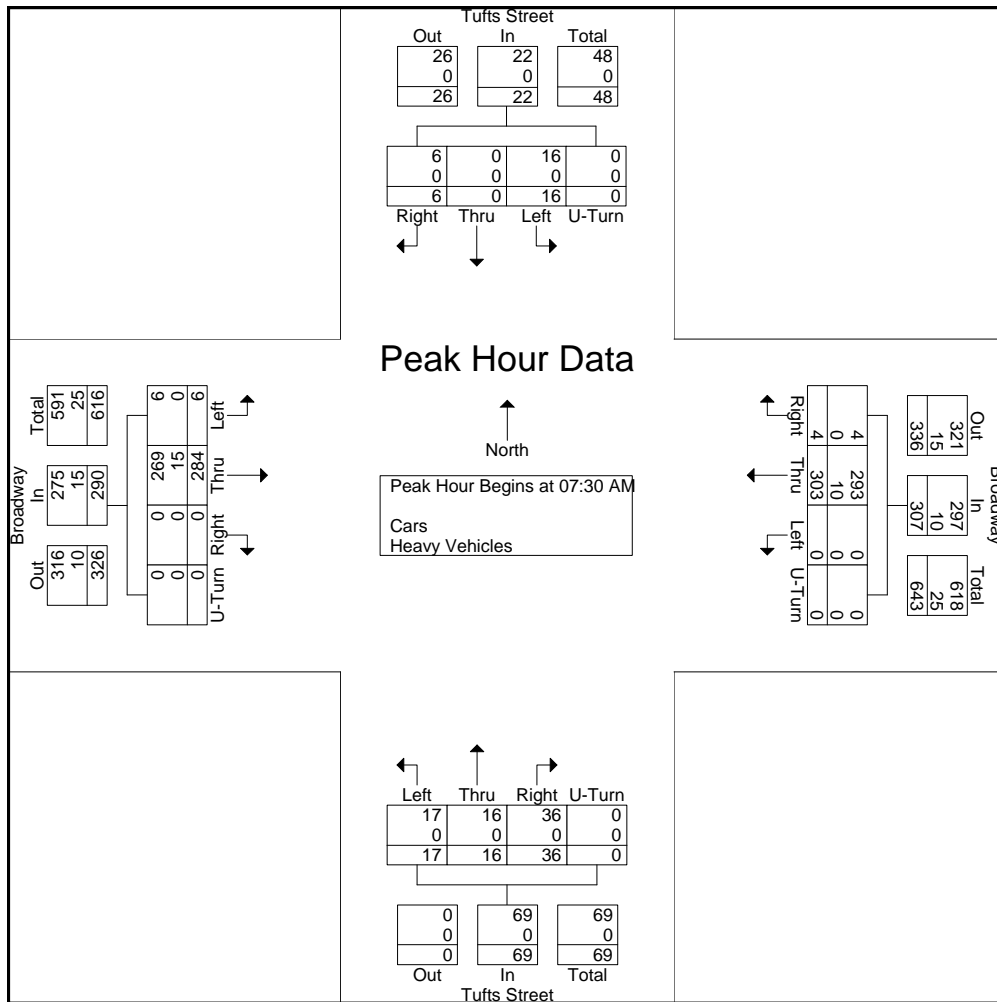 Tufts Street
Out In Total
26 22 48
0 0 0
26 22 48
6 0 16 0
0 0 0 0
6 0 16 0
Right Thru Left U-Turn
Peak Hour Data
North
Peak Hour Begins at 07:30 AM
Cars
Heavy Vehicles
Broadway
Total In Out
591 275 316
25 15 10
616 290 326
6 269 0 0
0 15 0 0
6 284 0 0
Left Thru Right U-Turn
Broadway
Out In Total
321 297 618
15 10 25
336 307 643
4 293 0 0
0 10 0 0
4 303 0 0
Right Thru Left U-Turn
Left Thru Right U-Turn
17 16 36 0
0 0 0 0
17 16 36 0
0 69 69
0 0 0
0 69 69
Out In Total
Tufts Street